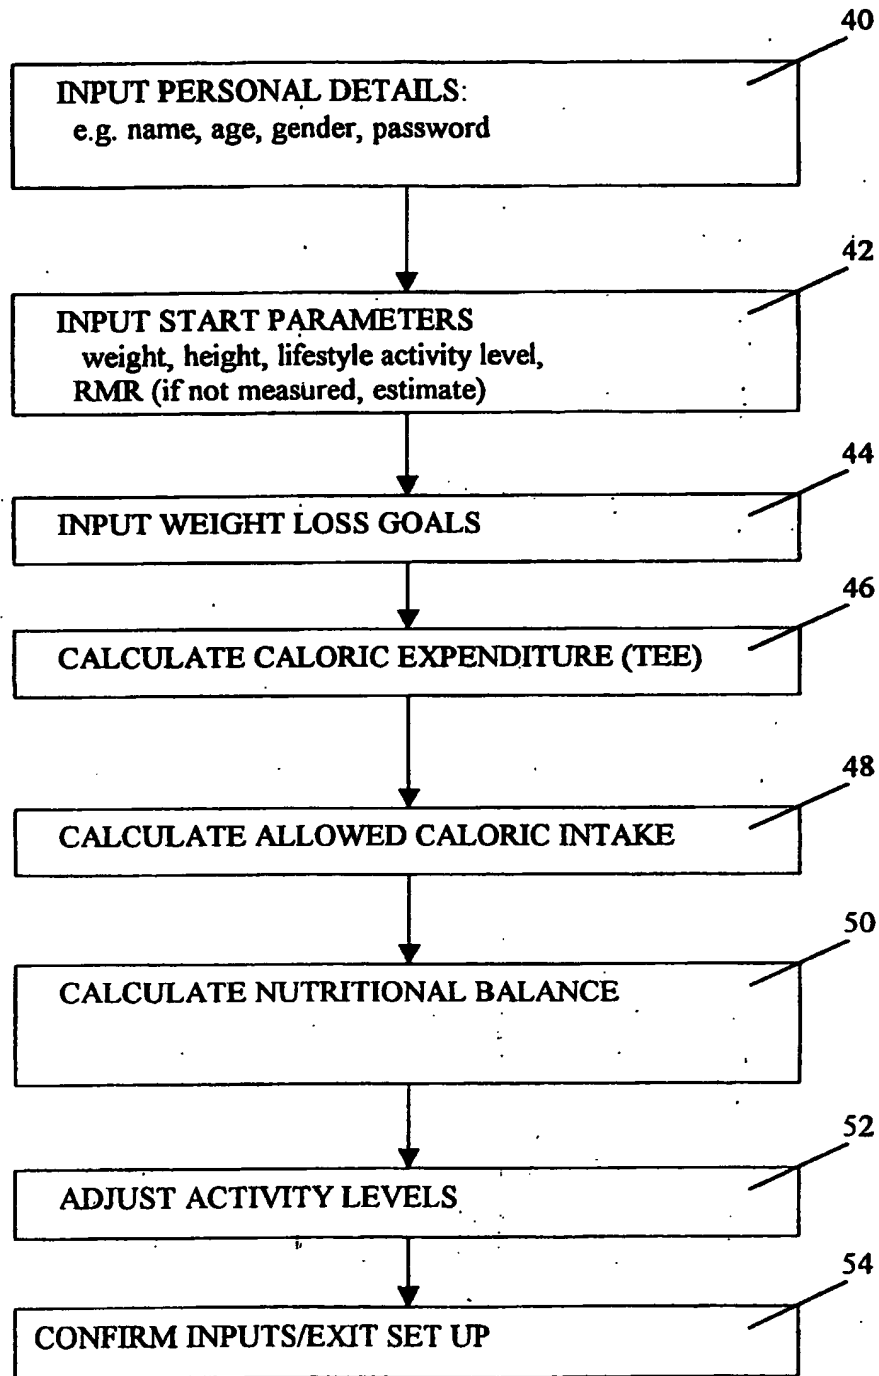 40
INPUT PERSONAL DETAILS:
e.g. name, age, gender, password
42
INPUT START PARAMETERS
weight, height, lifestyle activity level,
RMR (if not measured, estimate)
44
INPUT WEIGHT LOSS GOALS
46
CALCULATE CALORIC EXPENDITURE (TEE)
48
CALCULATE ALLOWED CALORIC INTAKE
50
CALCULATE NUTRITIONAL BALANCE
52
ADJUST ACTIVITY LEVELS
54
CONFIRM INPUTS/EXIT SET UP